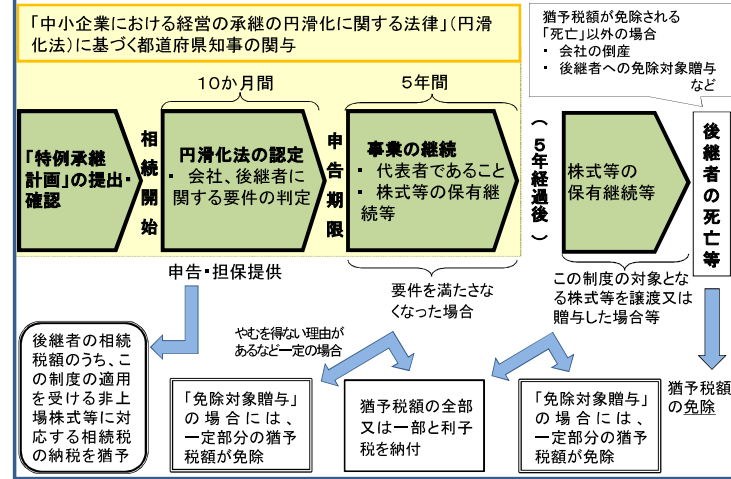 「中小企業における経営の承継の円滑化に関する法律」（円滑
化法）に基づく都道府県知事の関与
猶予税額が免除される
「死亡」以外の場合
・ 会社の倒産
・ 後継者への免除対象贈与
など
10か月間
5年間
「特例承継
計画」の提出・
確認
相続開始
円滑化法の認定
・ 会社、後継者に
関する要件の判定
申告期限
事業の継続
・ 代表者であること
・ 株式等の保有継
続等
（5年経過後）
株式等の
保有継続等
後継者の死亡等
申告・担保提供
要件を満たさな
くなった場合
この制度の対象とな
る株式等を譲渡又は
贈与した場合等
やむを得ない理由が
あるなど一定の場合
後継者の相続
税額のうち、こ
の制度の適用
を受ける非上
場株式等に対
応する相続税
の納税を猶予
「免除対象贈与」
の場合には、
一定部分の猶予
税額が免除
猶予税額の全部
又は一部と利子
税を納付
「免除対象贈与」
の場合には、
一定部分の猶予
税額が免除
猶予税額
の免除